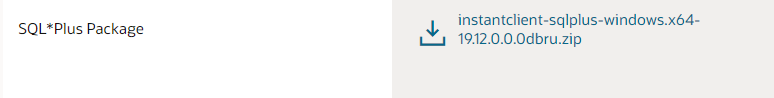 SQL*Plus Package
instantclient-sqlplus-windows.x64-
19.12.0.0.0dbru.zip